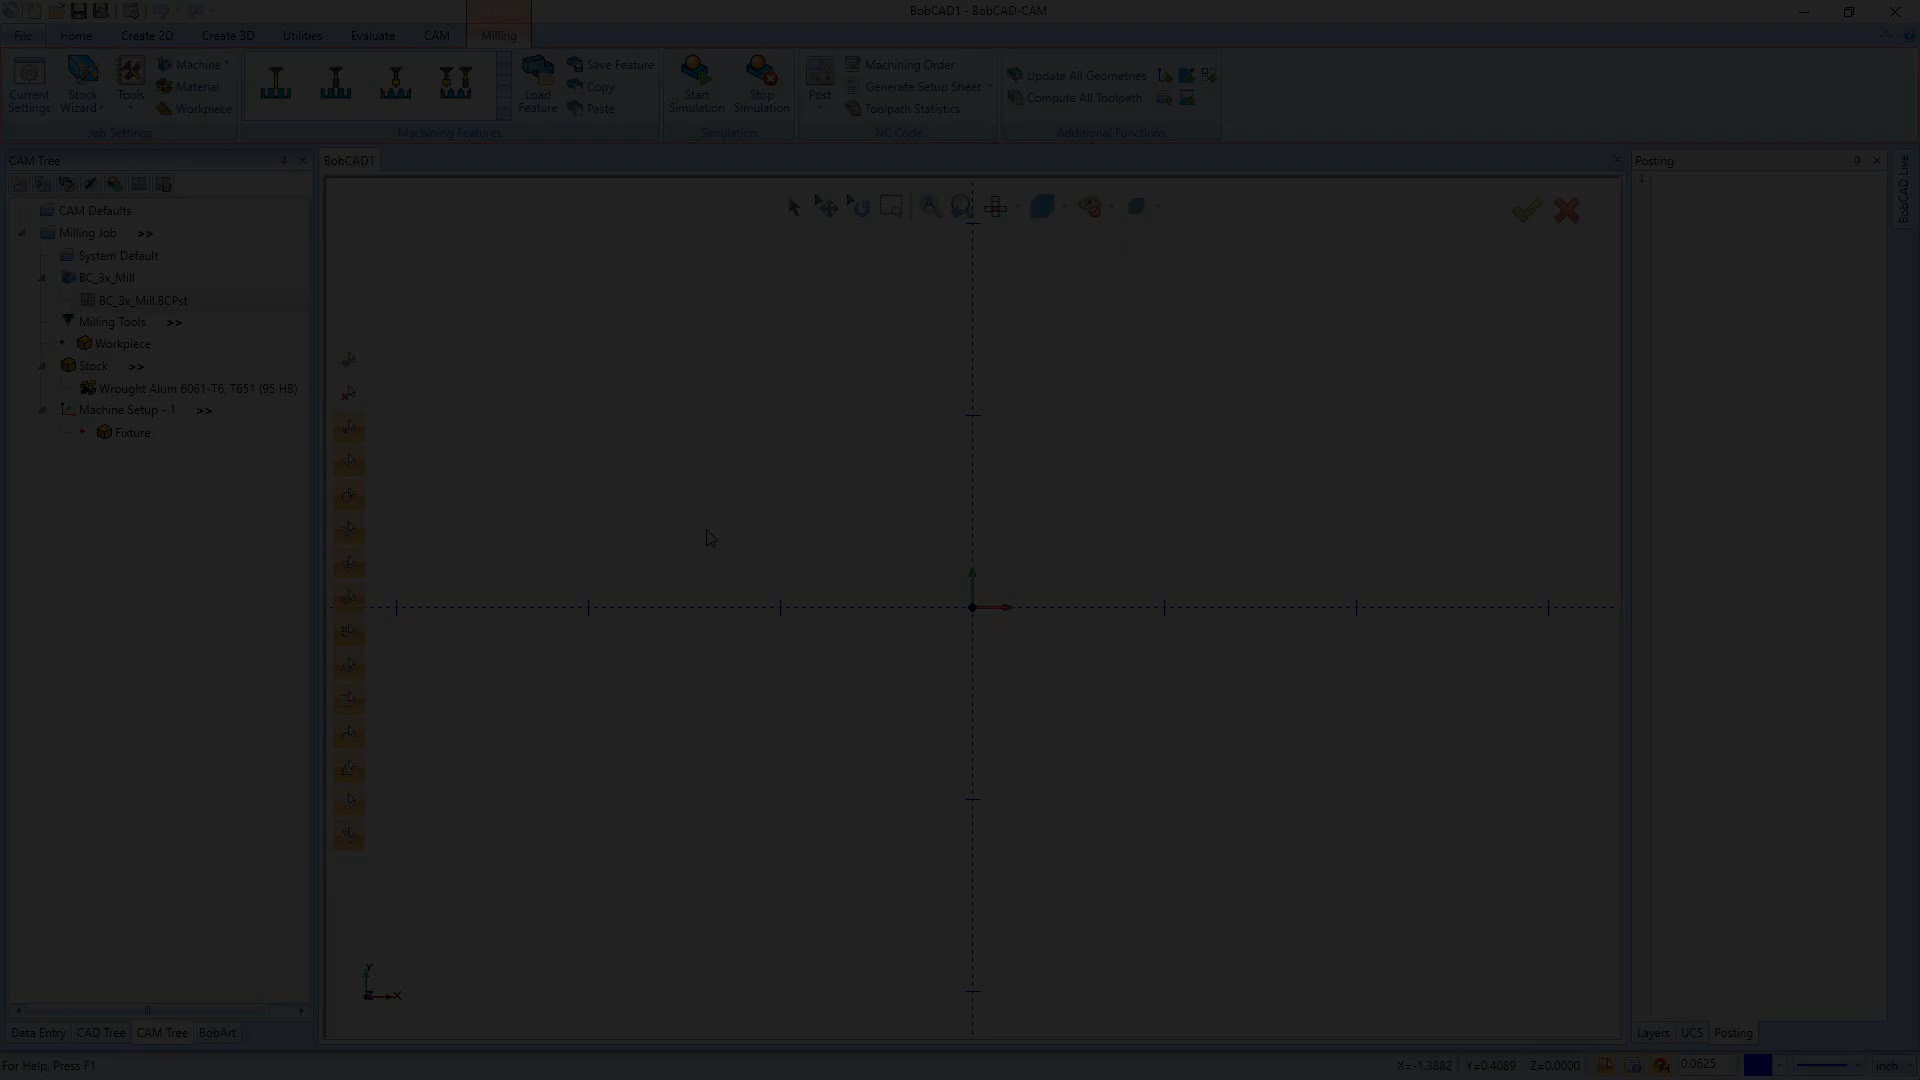 BobCAD1 - BobCAD-CAM
File Home Create 2D Create 3D Utilities Evaluate CAM Milling
Current Settings
Stock Wizard
Tools
Machine
Material
Workpiece
Job Settings
Machining Features
Load Feature
Save Feature
Copy
Paste
Start Simulation
Stop Simulation
Simulation
Post
Machining Order
Generate Setup Sheet
Toolpath Statistics
NC Code
Update All Geometries
Compute All Toolpath
Additional Functions
CAM Tree
CAM Defaults
Milling Job >>
System Default
BC_3x_Mill
BC_3x_Mill.BCPst
Milling Tools >>
Workpiece
Stock >>
Wrought Alum 6061-T6, T651 (95 HB)
Machine Setup - 1 >>
Fixture
Data Entry CAD Tree CAM Tree BobArt
BobCAD1
Y
X
Posting
1
BobCAD Live
Layers UCS Posting
For Help, Press F1
X=-1.3882 Y=0.4089 Z=0.0000 0.0625 inch